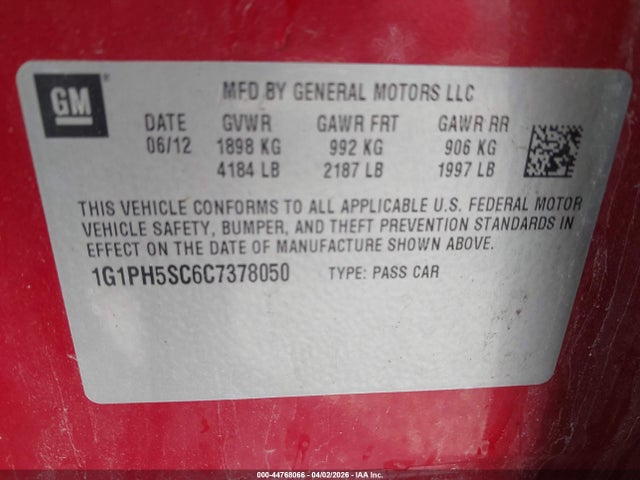 GM
MFD BY GENERAL MOTORS LLC
DATE GVWR GAWR FRT GAWR RR
06/12 1898 KG 992 KG 906 KG
4184 LB 2187 LB 1997 LB
THIS VEHICLE CONFORMS TO ALL APPLICABLE U.S. FEDERAL MOTOR
VEHICLE SAFETY, BUMPER, AND THEFT PREVENTION STANDARDS IN
EFFECT ON THE DATE OF MANUFACTURE SHOWN ABOVE.
1G1PH5SC6C7378050 TYPE: PASS CAR
000-44768066 - 04/02/2026 - IAA Inc.